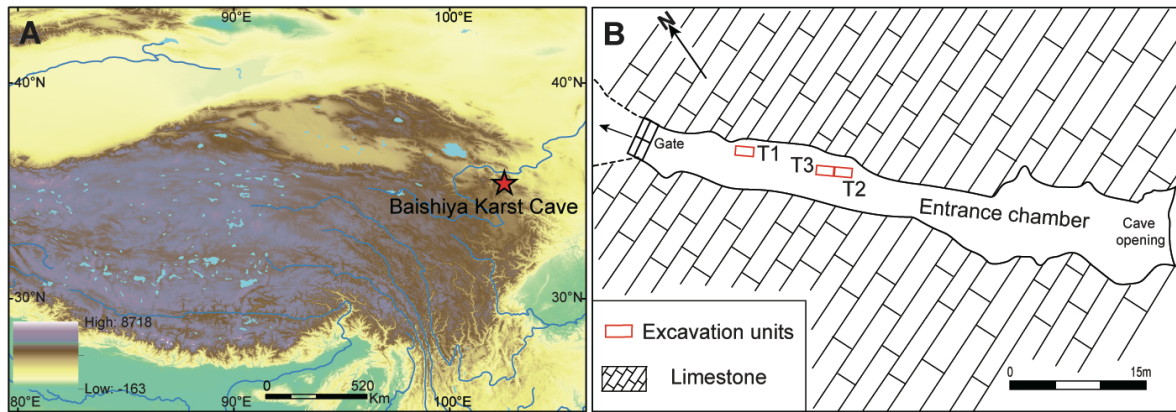 A
90°E
100°E
40°N
40°N
Baishiya Karst Cave
30°N
30°N
High: 8718
Low: -163
0
520
Km
80°E
90°E
100°E
B
N
Gate
T1
T3
T2
Entrance chamber
Cave
opening
Excavation units
Limestone
0
15m